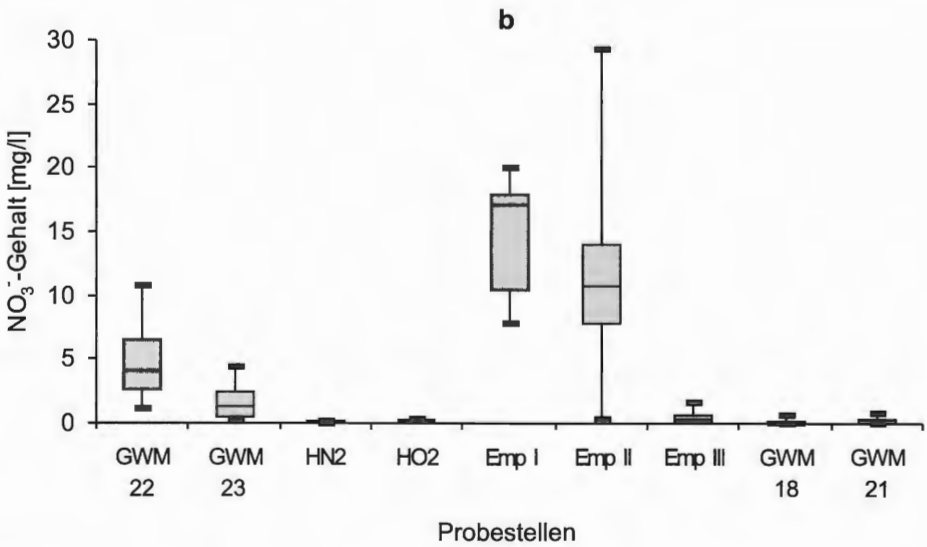 b
NO₃⁻-Gehalt [mg/l]
30
25
20
15
10
5
0
GWM 22
GWM 23
HN2
HO2
Emp I
Emp II
Emp III
GWM 18
GWM 21
Probestellen